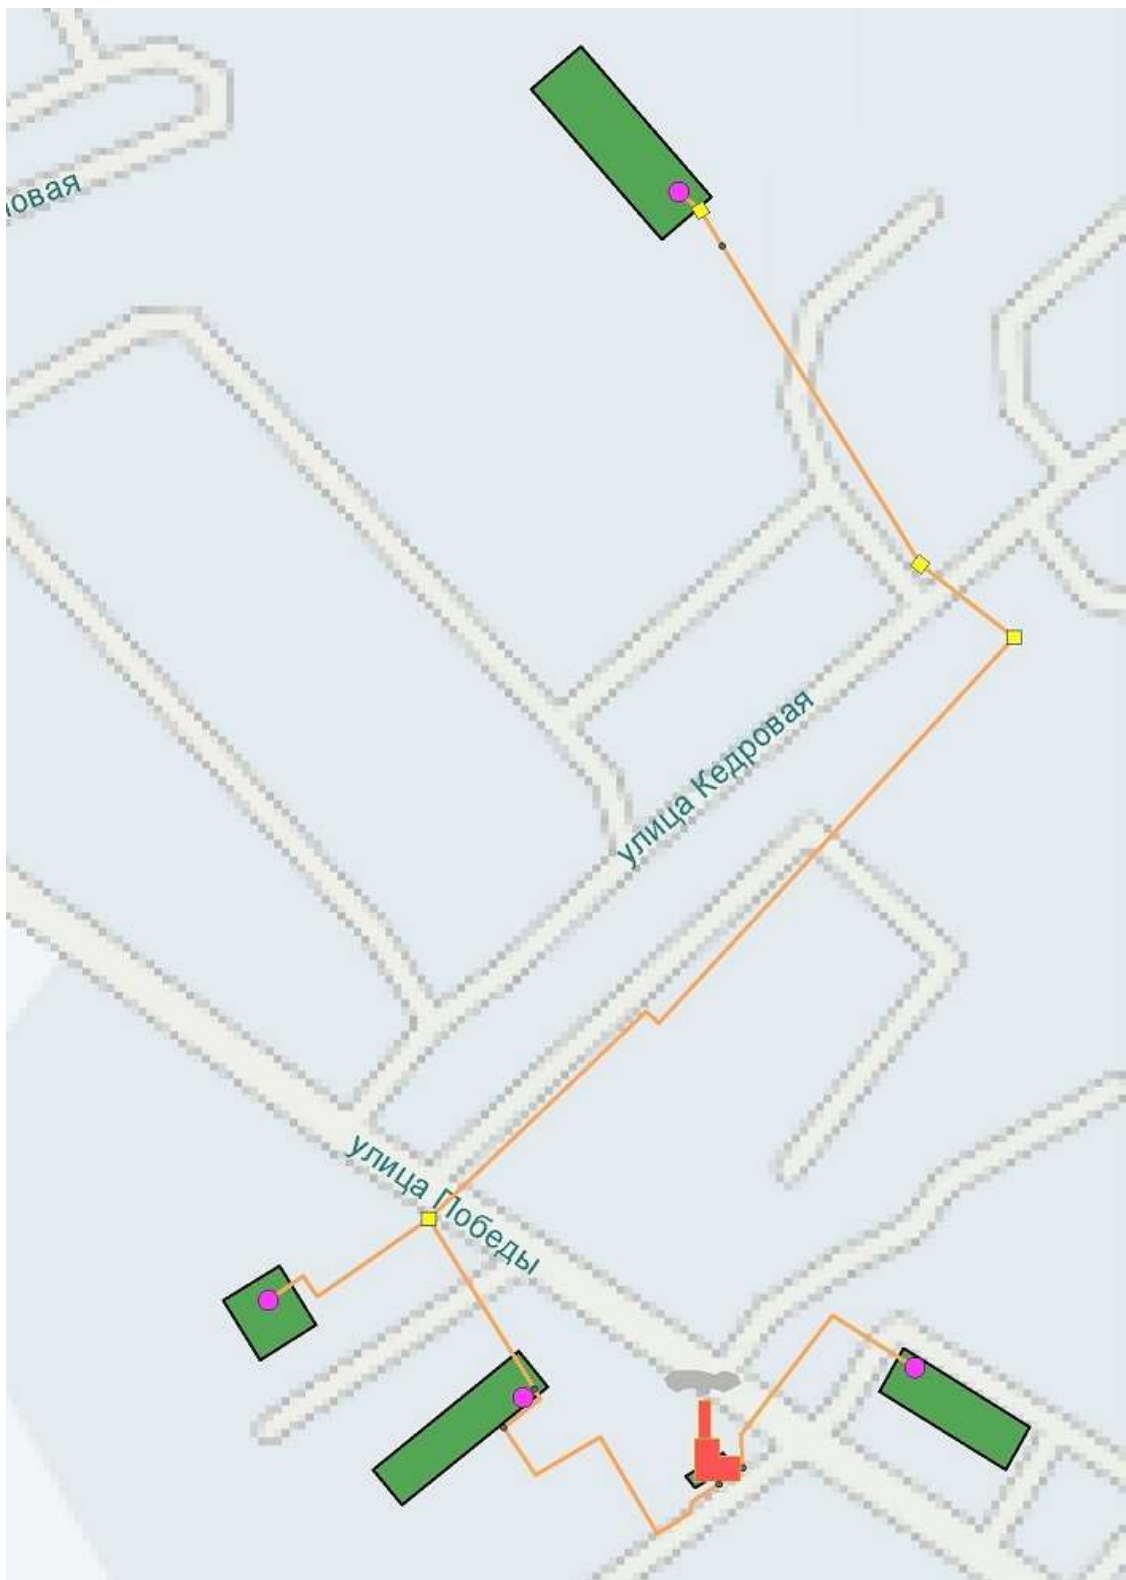 овая
улица Кедровая
улица Победы